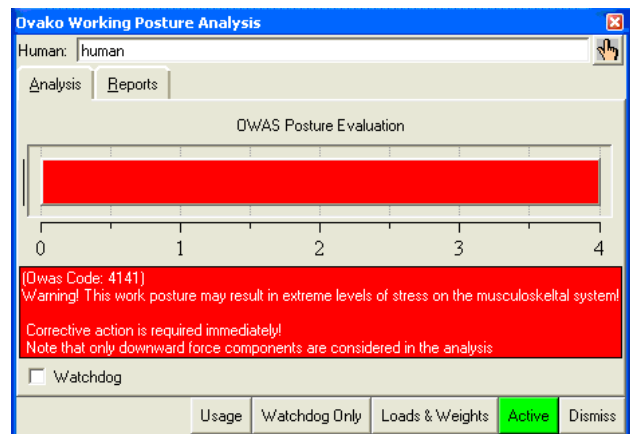 Ovako Working Posture Analysis
Human: human
Analysis Reports
OWAS Posture Evaluation
0 1 2 3 4
(Owas Code: 4141)
Warning! This work posture may result in extreme levels of stress on the musculoskeltal system!
Corrective action is required immediately!
Note that only downward force components are considered in the analysis
Watchdog
Usage Watchdog Only Loads & Weights Active Dismiss